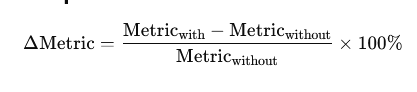 ΔMetric = (Metric_with − Metric_without) / Metric_without × 100%